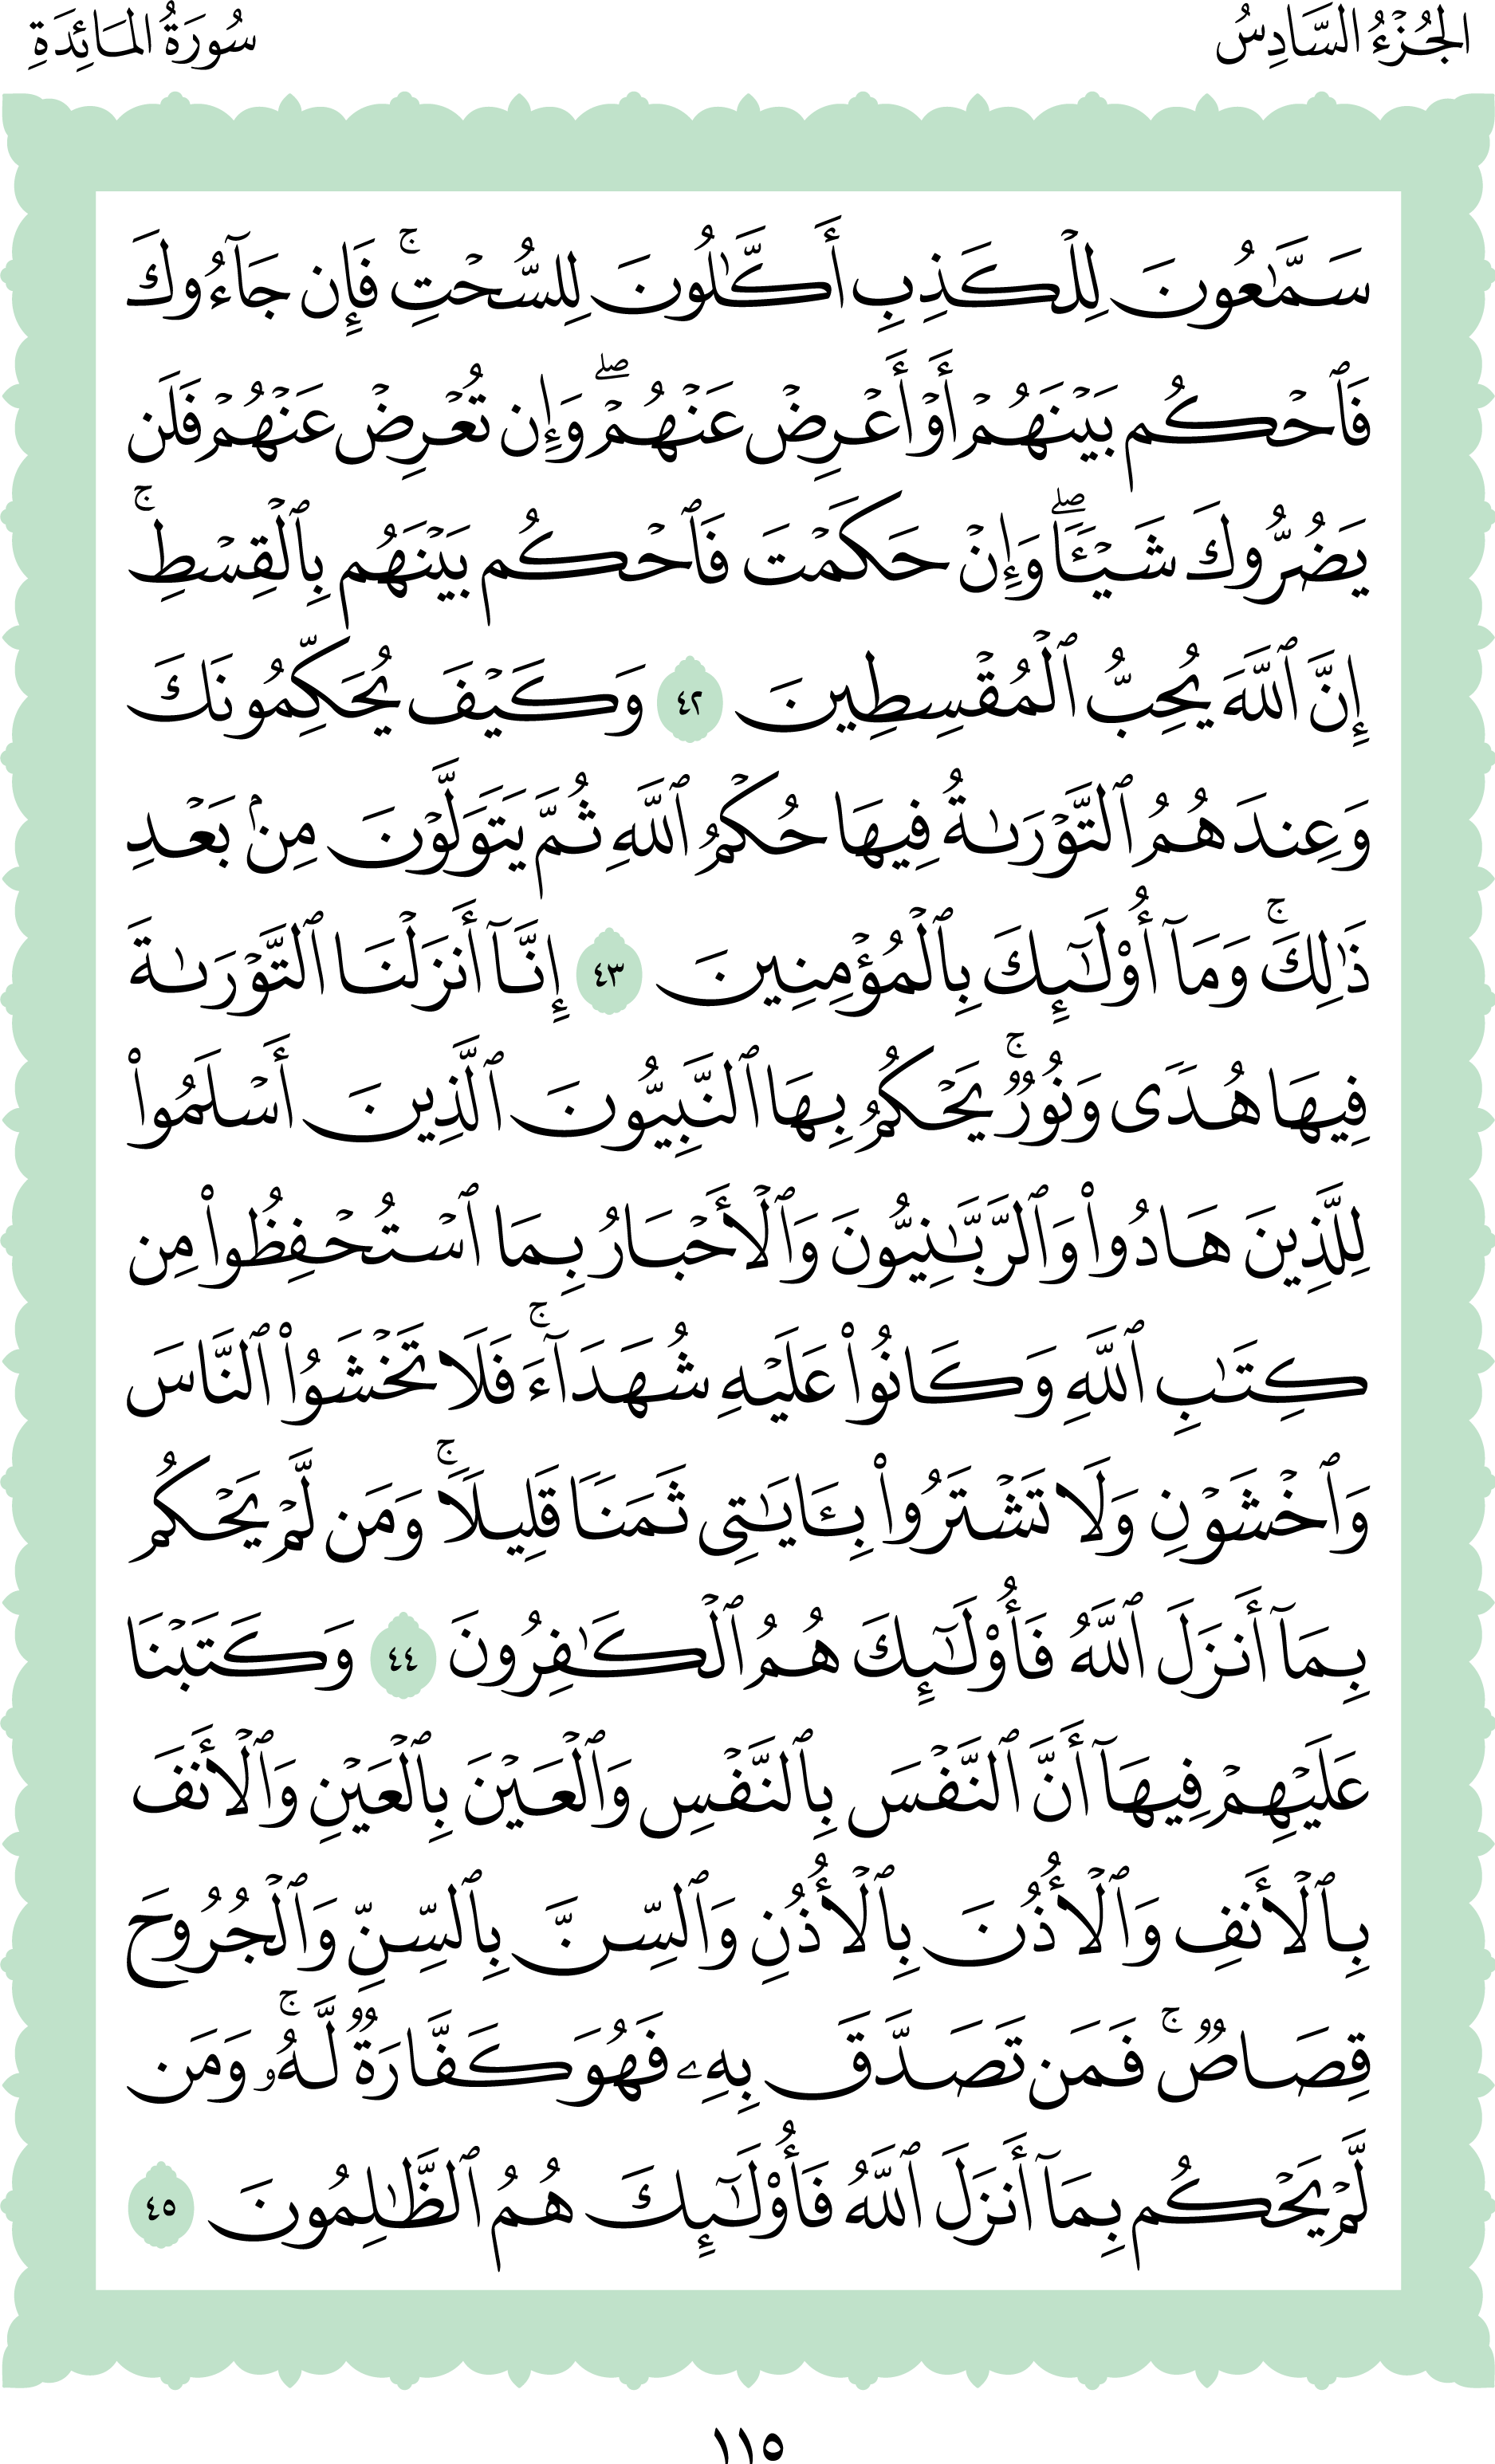 الجُزْءُ السَّادِسُ
سُورَةُ المَائِدَةِ
سَمَّٰعُونَ لِلۡكَذِبِ أَكَّٰلُونَ لِلسُّحۡتِۚ فَإِن جَآءُوكَ
فَٱحۡكُم بَيۡنَهُمۡ أَوۡ أَعۡرِضۡ عَنۡهُمۡۖ وَإِن تُعۡرِضۡ عَنۡهُمۡ فَلَن
يَضُرُّوكَ شَيۡـٔٗاۖ وَإِنۡ حَكَمۡتَ فَٱحۡكُم بَيۡنَهُم بِٱلۡقِسۡطِۚ
إِنَّ ٱللَّهَ يُحِبُّ ٱلۡمُقۡسِطِينَ ٤٢ وَكَيۡفَ يُحَكِّمُونَكَ
وَعِندَهُمُ ٱلتَّوۡرَىٰةُ فِيهَا حُكۡمُ ٱللَّهِ ثُمَّ يَتَوَلَّوۡنَ مِنۢ بَعۡدِ
ذَٰلِكَۚ وَمَآ أُوْلَٰٓئِكَ بِٱلۡمُؤۡمِنِينَ ٤٣ إِنَّآ أَنزَلۡنَا ٱلتَّوۡرَىٰةَ
فِيهَا هُدٗى وَنُورٞۚ يَحۡكُمُ بِهَا ٱلنَّبِيُّونَ ٱلَّذِينَ أَسۡلَمُواْ
لِلَّذِينَ هَادُواْ وَٱلرَّبَّٰنِيُّونَ وَٱلۡأَحۡبَارُ بِمَا ٱسۡتُحۡفِظُواْ مِن
كِتَٰبِ ٱللَّهِ وَكَانُواْ عَلَيۡهِ شُهَدَآءَۚ فَلَا تَخۡشَوُاْ ٱلنَّاسَ
وَٱخۡشَوۡنِ وَلَا تَشۡتَرُواْ بِـَٔايَٰتِي ثَمَنٗا قَلِيلٗاۚ وَمَن لَّمۡ يَحۡكُم
بِمَآ أَنزَلَ ٱللَّهُ فَأُوْلَٰٓئِكَ هُمُ ٱلۡكَٰفِرُونَ ٤٤ وَكَتَبۡنَا
عَلَيۡهِمۡ فِيهَآ أَنَّ ٱلنَّفۡسَ بِٱلنَّفۡسِ وَٱلۡعَيۡنَ بِٱلۡعَيۡنِ وَٱلۡأَنفَ
بِٱلۡأَنفِ وَٱلۡأُذُنَ بِٱلۡأُذُنِ وَٱلسِّنَّ بِٱلسِّنِّ وَٱلۡجُرُوحَ
قِصَاصٞۚ فَمَن تَصَدَّقَ بِهِۦ فَهُوَ كَفَّارَةٞ لَّهُۥۚ وَمَن
لَّمۡ يَحۡكُم بِمَآ أَنزَلَ ٱللَّهُ فَأُوْلَٰٓئِكَ هُمُ ٱلظَّٰلِمُونَ ٤٥
١١٥